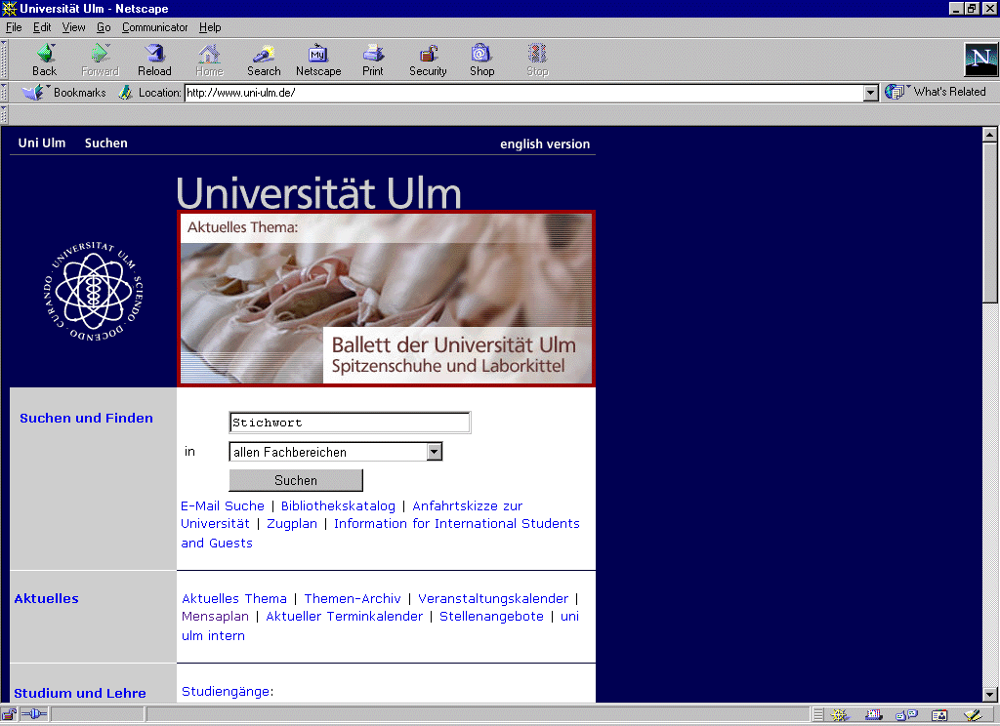 Universität Ulm - Netscape
File Edit View Go Communicator Help
My
N
Back Forward Reload Home Search Netscape Print Security Shop Stop
Bookmarks Location: http://www.uni-ulm.de/ What's Related
Uni Ulm Suchen english version
Universität Ulm
Aktuelles Thema:
· UNIVERSITÄT ULM · SCIENDO · DOCENDO · CURANDO
Ballett der Universität Ulm
Spitzenschuhe und Laborkittel
Suchen und Finden
Stichwort
in allen Fachbereichen
Suchen
E-Mail Suche | Bibliothekskatalog | Anfahrtskizze zur
Universität | Zugplan | Information for International Students
and Guests
Aktuelles
Aktuelles Thema | Themen-Archiv | Veranstaltungskalender |
Mensaplan | Aktueller Terminkalender | Stellenangebote | uni
ulm intern
Studium und Lehre
Studiengänge: